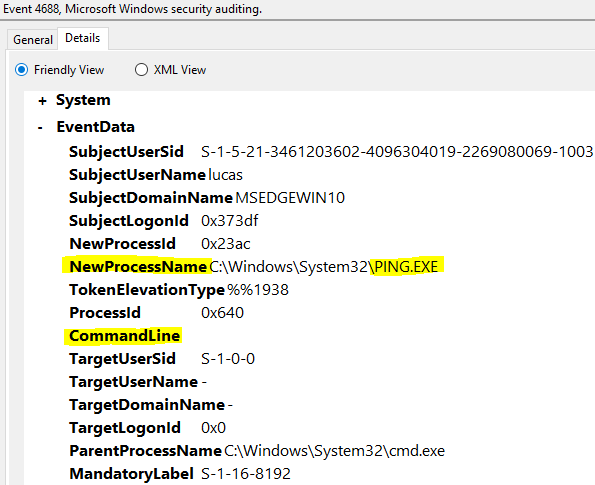 Event 4688, Microsoft Windows security auditing.
General Details
Friendly View XML View
+ System
- EventData
SubjectUserSid S-1-5-21-3461203602-4096304019-2269080069-1003
SubjectUserName lucas
SubjectDomainName MSEDGEWIN10
SubjectLogonId 0x373df
NewProcessId 0x23ac
NewProcessName C:\Windows\System32\PING.EXE
TokenElevationType %%1938
ProcessId 0x640
CommandLine
TargetUserSid S-1-0-0
TargetUserName -
TargetDomainName -
TargetLogonId 0x0
ParentProcessName C:\Windows\System32\cmd.exe
MandatoryLabel S-1-16-8192